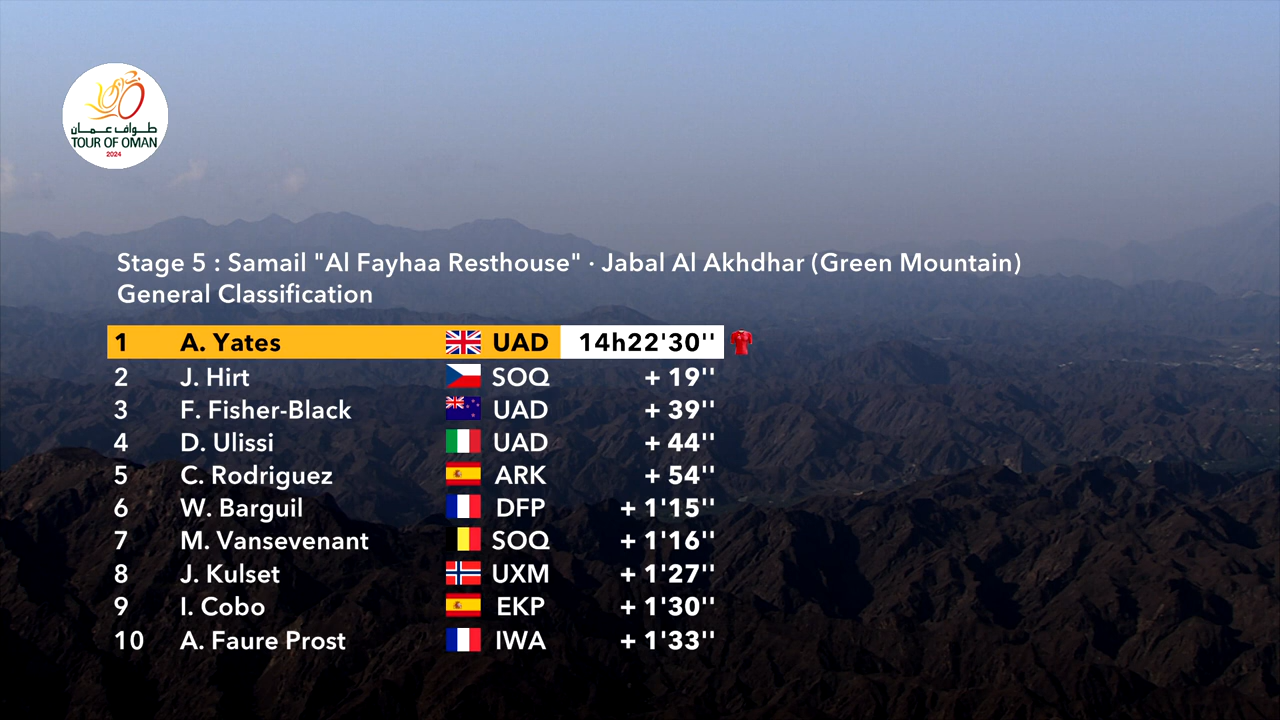 طواف عمان
TOUR OF OMAN
2024
Stage 5 : Samail "Al Fayhaa Resthouse" · Jabal Al Akhdhar (Green Mountain)
General Classification
1 A. Yates UAD 14h22'30''
2 J. Hirt SOQ + 19''
3 F. Fisher-Black UAD + 39''
4 D. Ulissi UAD + 44''
5 C. Rodriguez ARK + 54''
6 W. Barguil DFP + 1'15''
7 M. Vansevenant SOQ + 1'16''
8 J. Kulset UXM + 1'27''
9 I. Cobo EKP + 1'30''
10 A. Faure Prost IWA + 1'33''